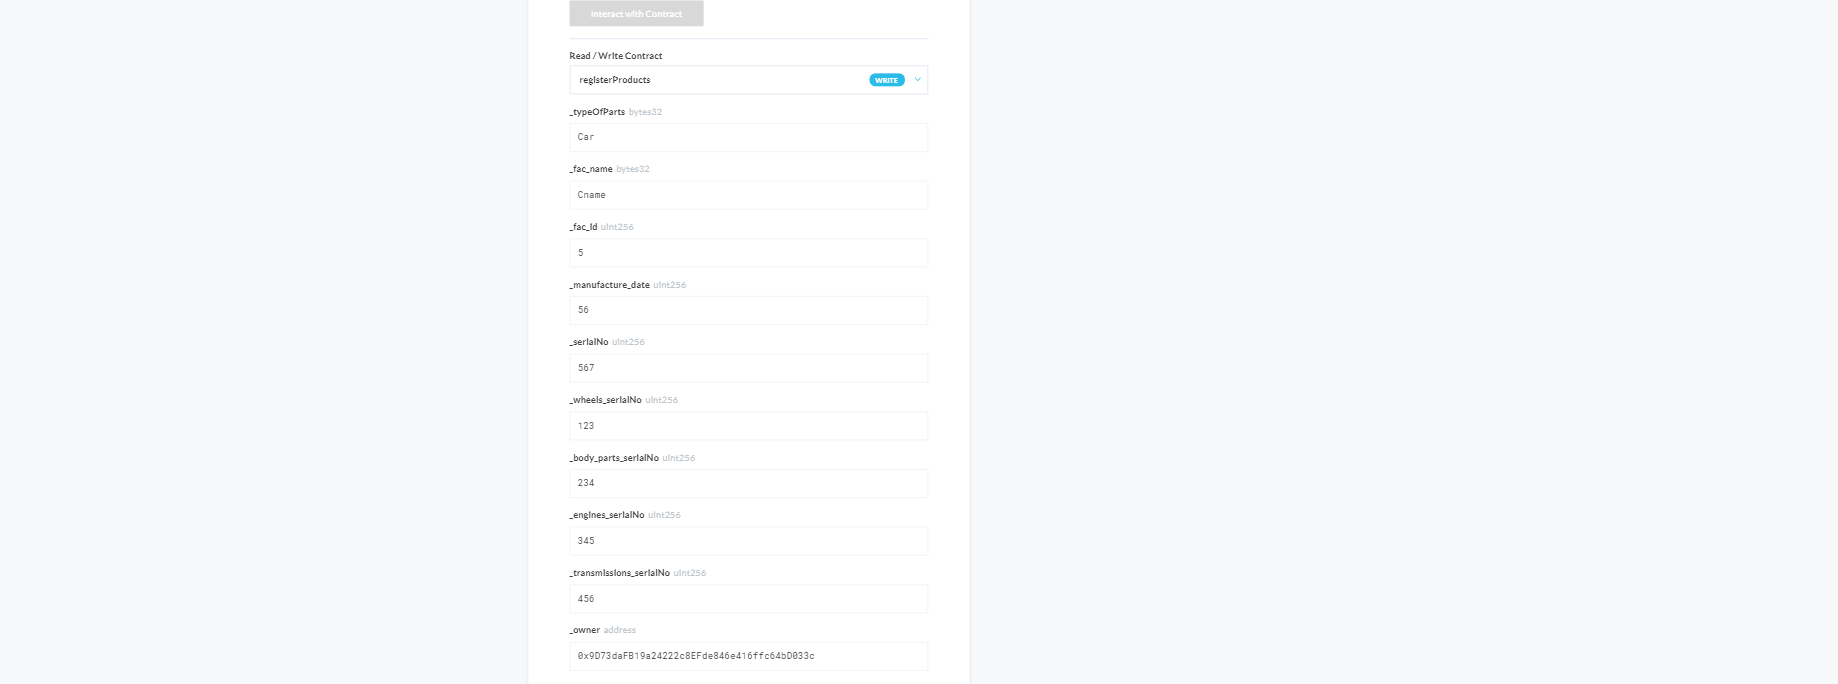 Interact with Contract
Read / Write Contract
registerProducts WRITE
_typeOfParts bytes32
Car
_fac_name bytes32
Cname
_fac_Id uint256
5
_manufacture_date uint256
56
_serialNo uint256
567
_wheels_serialNo uint256
123
_body_parts_serialNo uint256
234
_engines_serialNo uint256
345
_transmissions_serialNo uint256
456
_owner address
0x9D73daFB19a24222c8EFde846e416ffc64bD033c